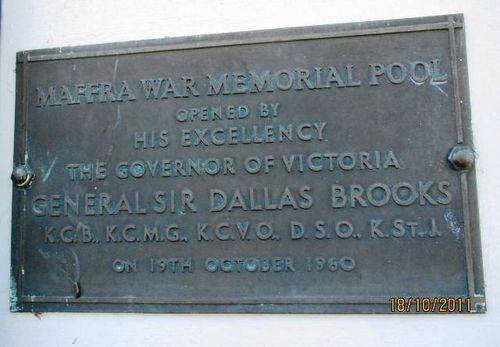 MAFFRA WAR MEMORIAL POOL
OPENED BY
HIS EXCELLENCY
THE GOVERNOR OF VICTORIA
GENERAL SIR DALLAS BROOKS
K.C.B., K.C.M.G., K.C.V.O., D.S.O., K.ST.J.
ON 19TH OCTOBER 1960
18/10/2011